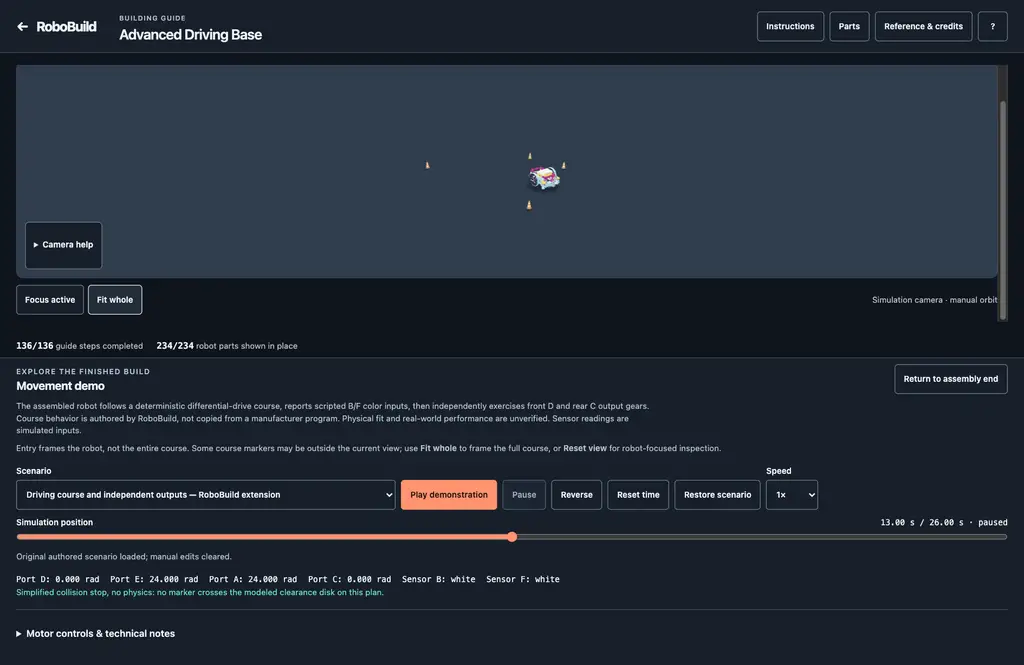 ← RoboBuild
BUILDING GUIDE
Advanced Driving Base
Instructions
Parts
Reference & credits
?
▸ Camera help
Focus active
Fit whole
Simulation camera · manual orbit
136/136 guide steps completed 234/234 robot parts shown in place
EXPLORE THE FINISHED BUILD
Movement demo
Return to assembly end
The assembled robot follows a deterministic differential-drive course, reports scripted B/F color inputs, then independently exercises front D and rear C output gears.
Course behavior is authored by RoboBuild, not copied from a manufacturer program. Physical fit and real-world performance are unverified. Sensor readings are
simulated inputs.
Entry frames the robot, not the entire course. Some course markers may be outside the current view; use Fit whole to frame the full course, or Reset view for robot-focused inspection.
Scenario
Speed
Driving course and independent outputs — RoboBuild extension
Play demonstration
Pause
Reverse
Reset time
Restore scenario
1×
Simulation position
13.00 s / 26.00 s · paused
Original authored scenario loaded; manual edits cleared.
Port D: 0.000 rad Port E: 24.000 rad Port A: 24.000 rad Port C: 0.000 rad Sensor B: white Sensor F: white
Simplified collision stop, no physics: no marker crosses the modeled clearance disk on this plan.
▸ Motor controls & technical notes